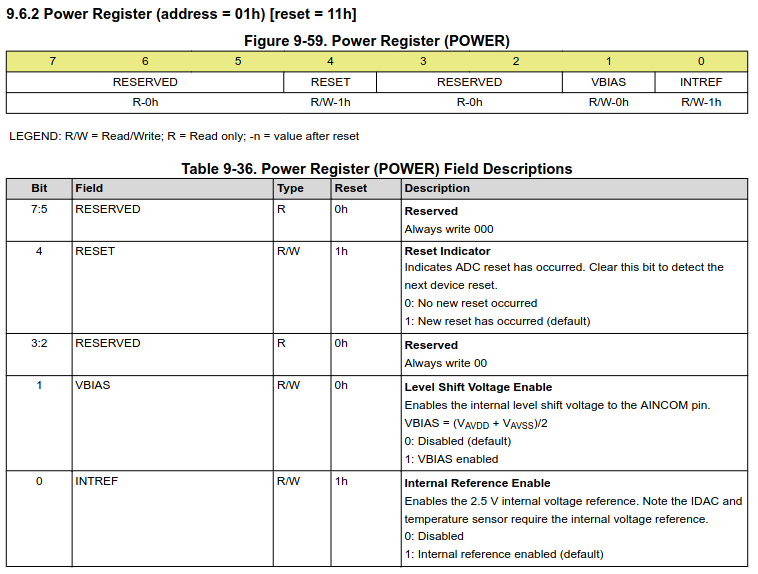 9.6.2 Power Register (address = 01h) [reset = 11h]
Figure 9-59. Power Register (POWER)
7 6 5 4 3 2 1 0
RESERVED RESET RESERVED VBIAS INTREF
R-0h R/W-1h R-0h R/W-0h R/W-1h
LEGEND: R/W = Read/Write; R = Read only; -n = value after reset
Table 9-36. Power Register (POWER) Field Descriptions
Bit Field Type Reset Description
7:5 RESERVED R 0h Reserved
Always write 000
4 RESET R/W 1h Reset Indicator
Indicates ADC reset has occurred. Clear this bit to detect the
next device reset.
0: No new reset occurred
1: New reset has occurred (default)
3:2 RESERVED R 0h Reserved
Always write 00
1 VBIAS R/W 0h Level Shift Voltage Enable
Enables the internal level shift voltage to the AINCOM pin.
VBIAS = (VAVDD + VAVSS)/2
0: Disabled (default)
1: VBIAS enabled
0 INTREF R/W 1h Internal Reference Enable
Enables the 2.5 V internal voltage reference. Note the IDAC and
temperature sensor require the internal voltage reference.
0: Disabled
1: Internal reference enabled (default)